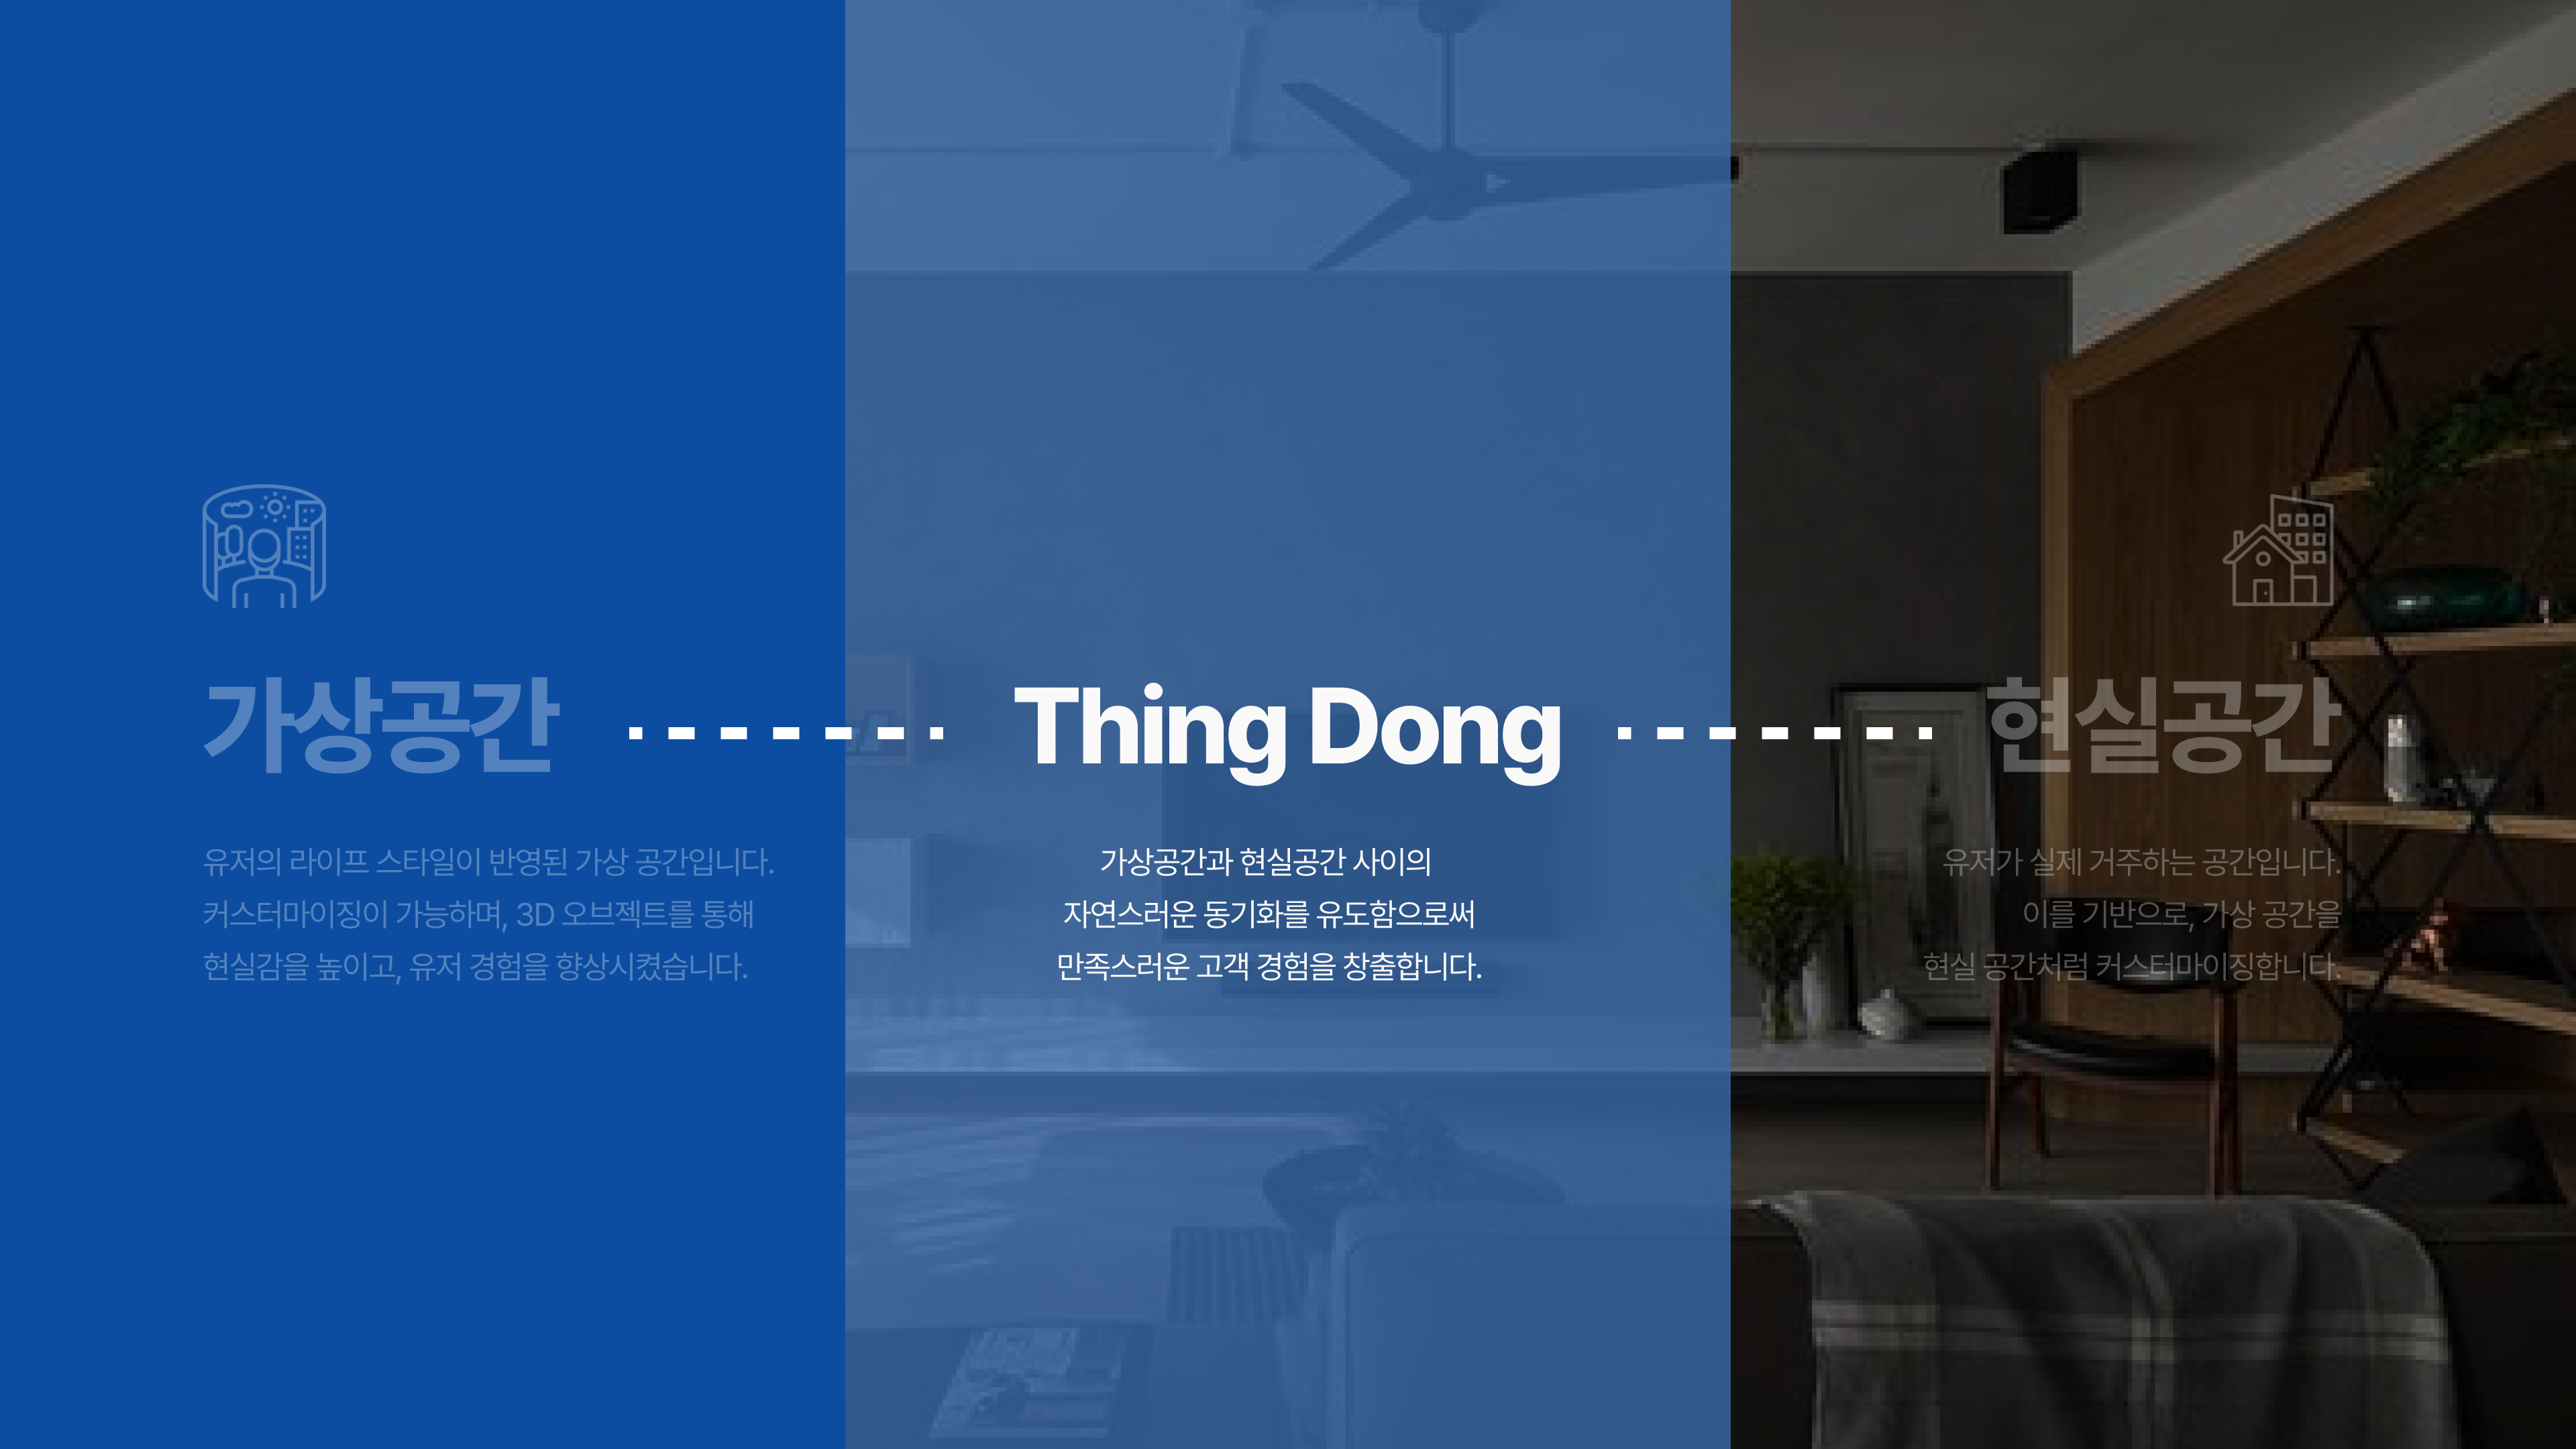 가상공간
유저의 라이프 스타일이 반영된 가상 공간입니다.
커스터마이징이 가능하며, 3D 오브젝트를 통해
현실감을 높이고, 유저 경험을 향상시켰습니다.
Thing Dong
가상공간과 현실공간 사이의
자연스러운 동기화를 유도함으로써
만족스러운 고객 경험을 창출합니다.
현실공간
유저가 실제 거주하는 공간입니다.
이를 기반으로, 가상 공간을
현실 공간처럼 커스터마이징합니다.